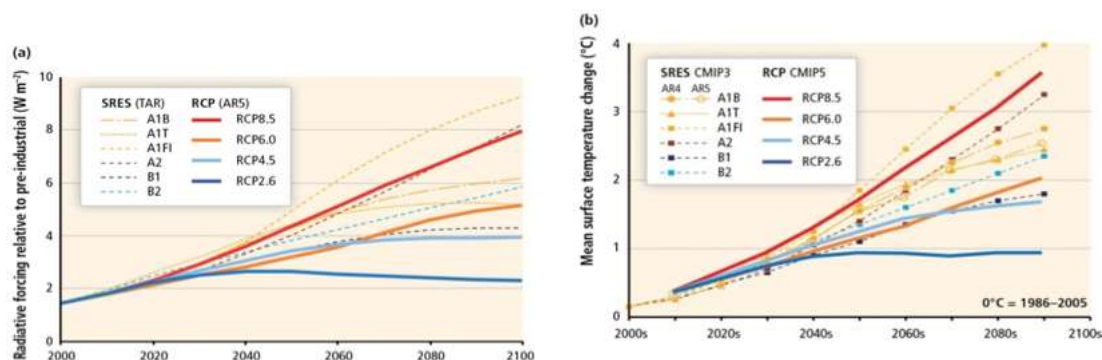 (a)
Radiative forcing relative to pre-industrial (W m⁻²)
10
8
6
4
2
0
SRES (TAR)
A1B
A1T
A1FI
A2
B1
B2
RCP (AR5)
RCP8.5
RCP6.0
RCP4.5
RCP2.6
2000
2020
2040
2060
2080
2100
(b)
Mean surface temperature change (°C)
4
3
2
1
0
SRES CMIP3
AR4 AR5
A1B
A1T
A1FI
A2
B1
B2
RCP CMIP5
RCP8.5
RCP6.0
RCP4.5
RCP2.6
0°C = 1986–2005
2000s
2020s
2040s
2060s
2080s
2100s